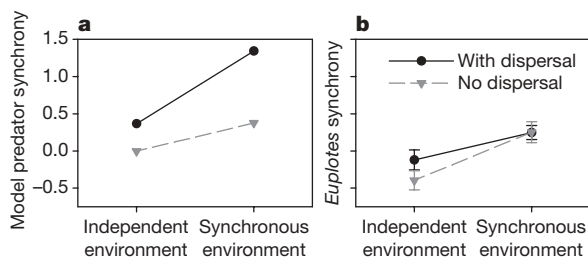 a
Model predator synchrony
1.5
1.0
0.5
0.0
–0.5
Independent environment
Synchronous environment
b
Euplotes synchrony
With dispersal
No dispersal
Independent environment
Synchronous environment